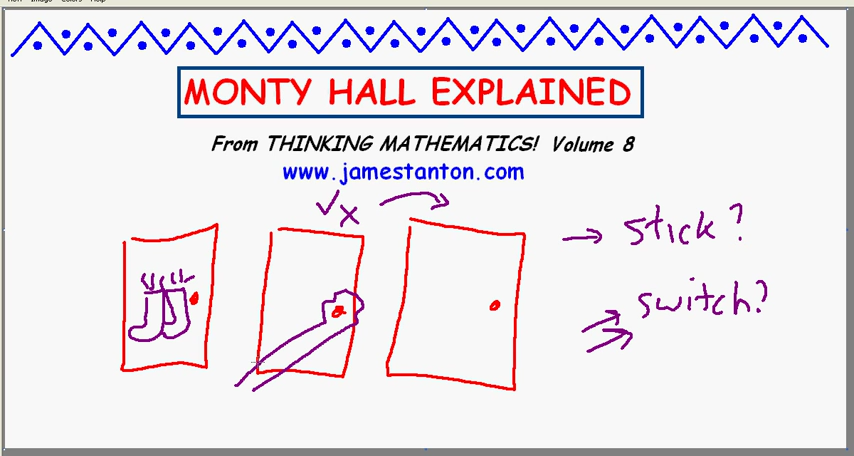 MONTY HALL EXPLAINED
From THINKING MATHEMATICS! Volume 8
www.jamestanton.com
√x
→ stick?
switch?